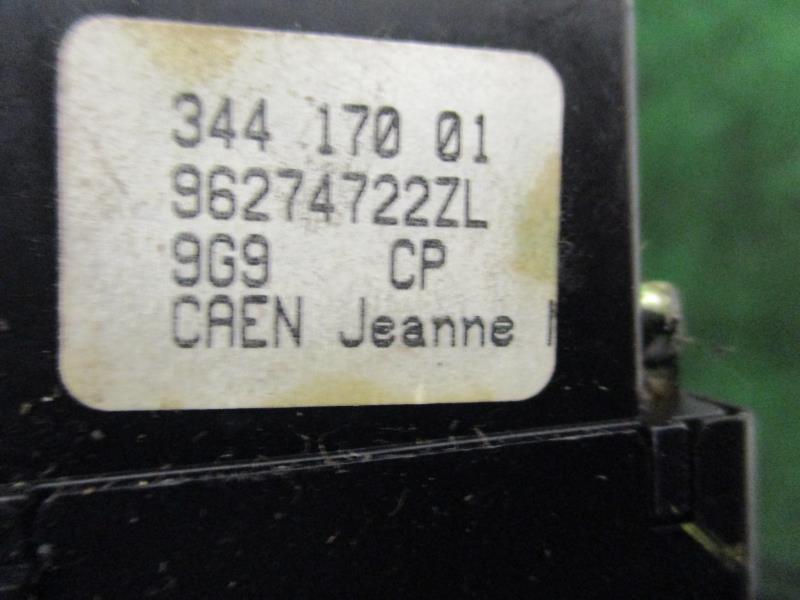 344 170 01
96274722ZL
9G9 CP
CAEN Jeanne